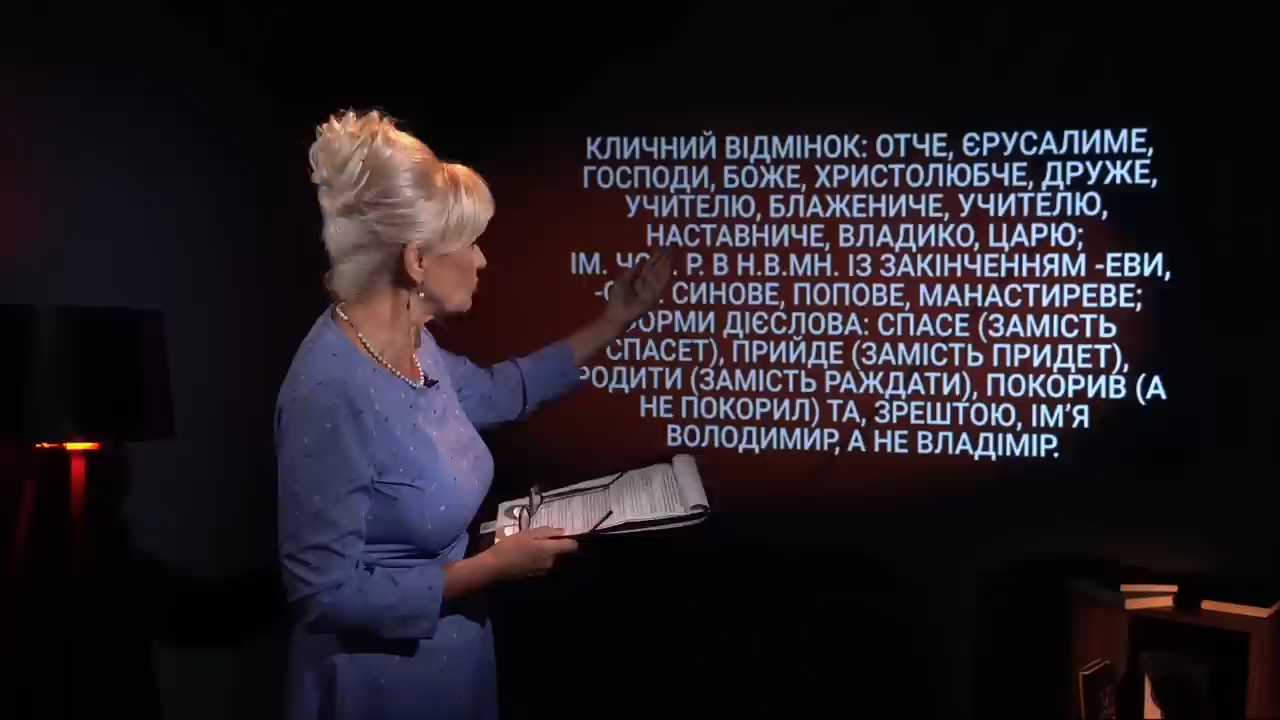 КЛИЧНИЙ ВІДМІНОК: ОТЧЕ, ЄРУСАЛИМЕ,
ГОСПОДИ, БОЖЕ, ХРИСТОЛЮБЧЕ, ДРУЖЕ,
УЧИТЕЛЮ, БЛАЖЕНИЧЕ, УЧИТЕЛЮ,
НАСТАВНИЧЕ, ВЛАДИКО, ЦАРЮ;
ІМ. Р. В Н.В.МН. ІЗ ЗАКІНЧЕННЯМ -ЕВИ,
СИНОВЕ, ПОПОВЕ, МАНАСТИРЕВЕ;
ФОРМИ ДІЄСЛОВА: СПАСЕ (ЗАМІСТЬ
СПАСЕТ), ПРИЙДЕ (ЗАМІСТЬ ПРИДЕТ),
РОДИТИ (ЗАМІСТЬ РАЖДАТИ), ПОКОРИВ (А
НЕ ПОКОРИЛ) ТА, ЗРЕШТОЮ, ІМ’Я
ВОЛОДИМИР, А НЕ ВЛАДІМІР.